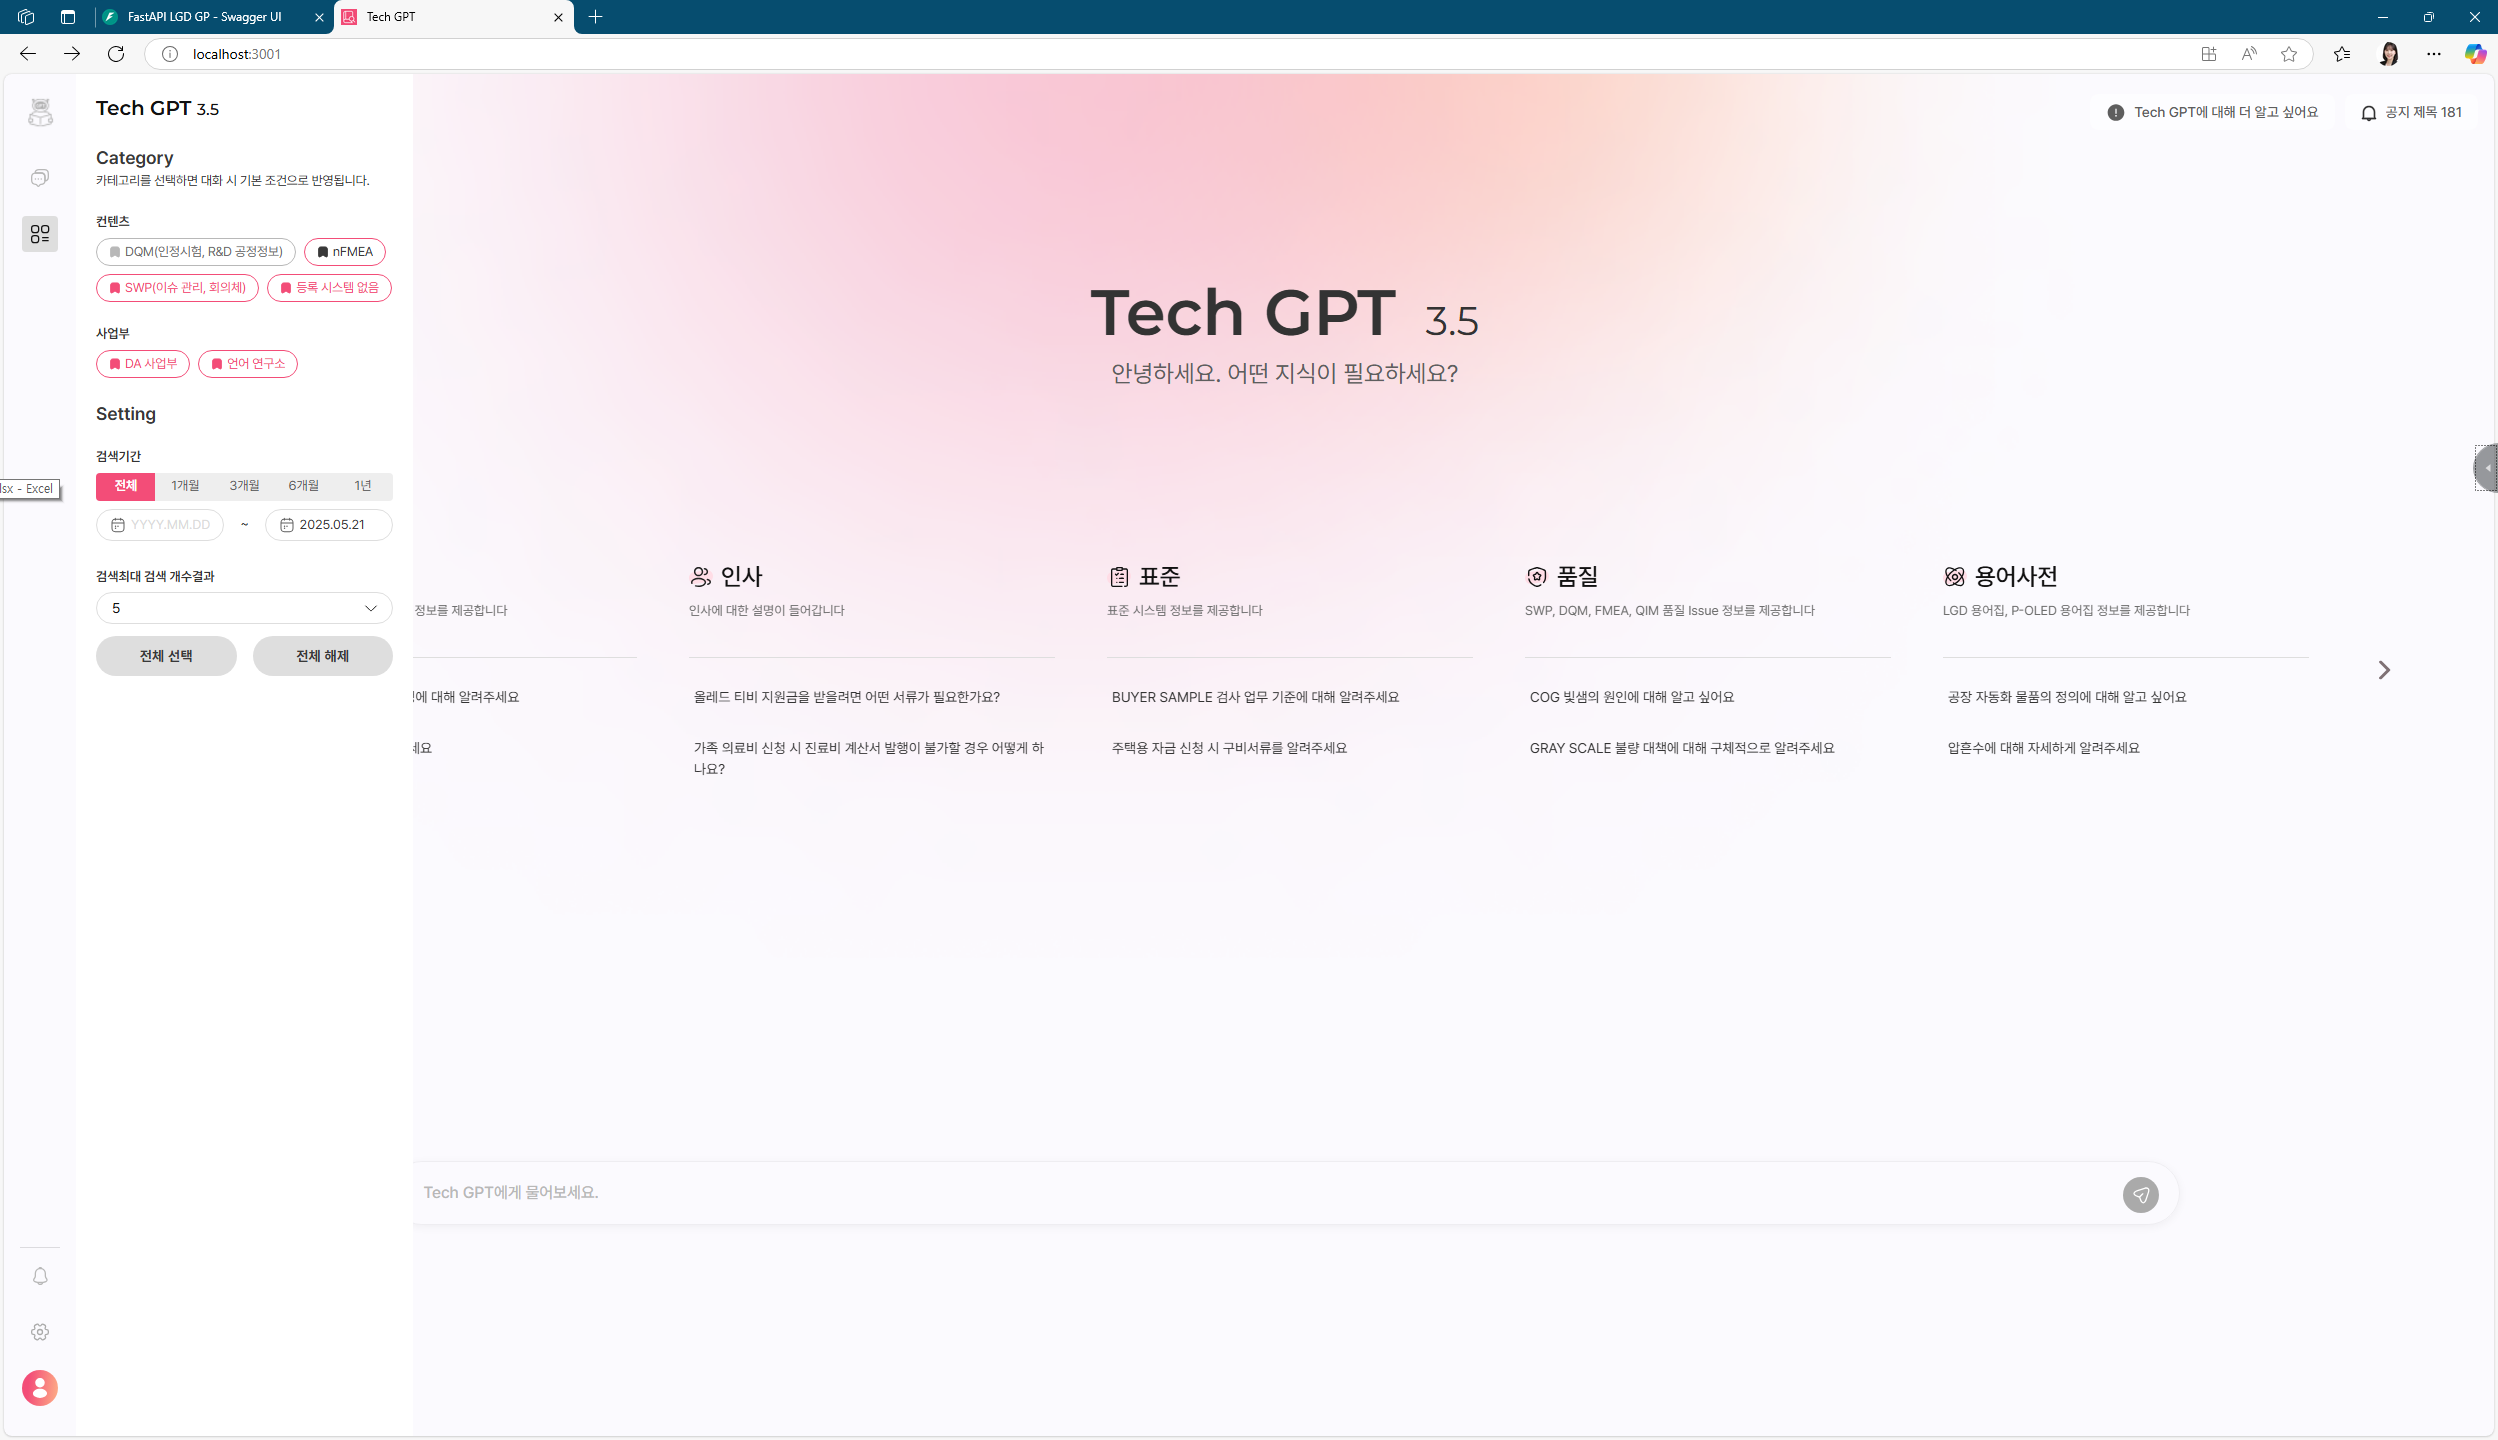 FastAPI LGD GP - Swagger UI
Tech GPT
localhost:3001
Tech GPT 3.5
Category
카테고리를 선택하면 대화 시 기본 조건으로 반영됩니다.
컨텐츠
DQM(인정시험, R&D 공정정보)
nFMEA
SWP(이슈 관리, 회의체)
등록 시스템 없음
사업부
DA 사업부
언어 연구소
Setting
검색기간
전체
1개월
3개월
6개월
1년
lsx - Excel
YYYY.MM.DD
~
2025.05.21
검색최대 검색 개수결과
5
전체 선택
전체 해제
Tech GPT에 대해 더 알고 싶어요
공지 제목 181
Tech GPT 3.5
안녕하세요. 어떤 지식이 필요하세요?
정보를 제공합니다
에 대해 알려주세요
요
인사
인사에 대한 설명이 들어갑니다
올레드 티비 지원금을 받을려면 어떤 서류가 필요한가요?
가족 의료비 신청 시 진료비 계산서 발행이 불가할 경우 어떻게 하
나요?
표준
표준 시스템 정보를 제공합니다
BUYER SAMPLE 검사 업무 기준에 대해 알려주세요
주택용 자금 신청 시 구비서류를 알려주세요
품질
SWP, DQM, FMEA, QIM 품질 Issue 정보를 제공합니다
COG 빛샘의 원인에 대해 알고 싶어요
GRAY SCALE 불량 대책에 대해 구체적으로 알려주세요
용어사전
LGD 용어집, P-OLED 용어집 정보를 제공합니다
공장 자동화 물품의 정의에 대해 알고 싶어요
압흔수에 대해 자세하게 알려주세요
Tech GPT에게 물어보세요.